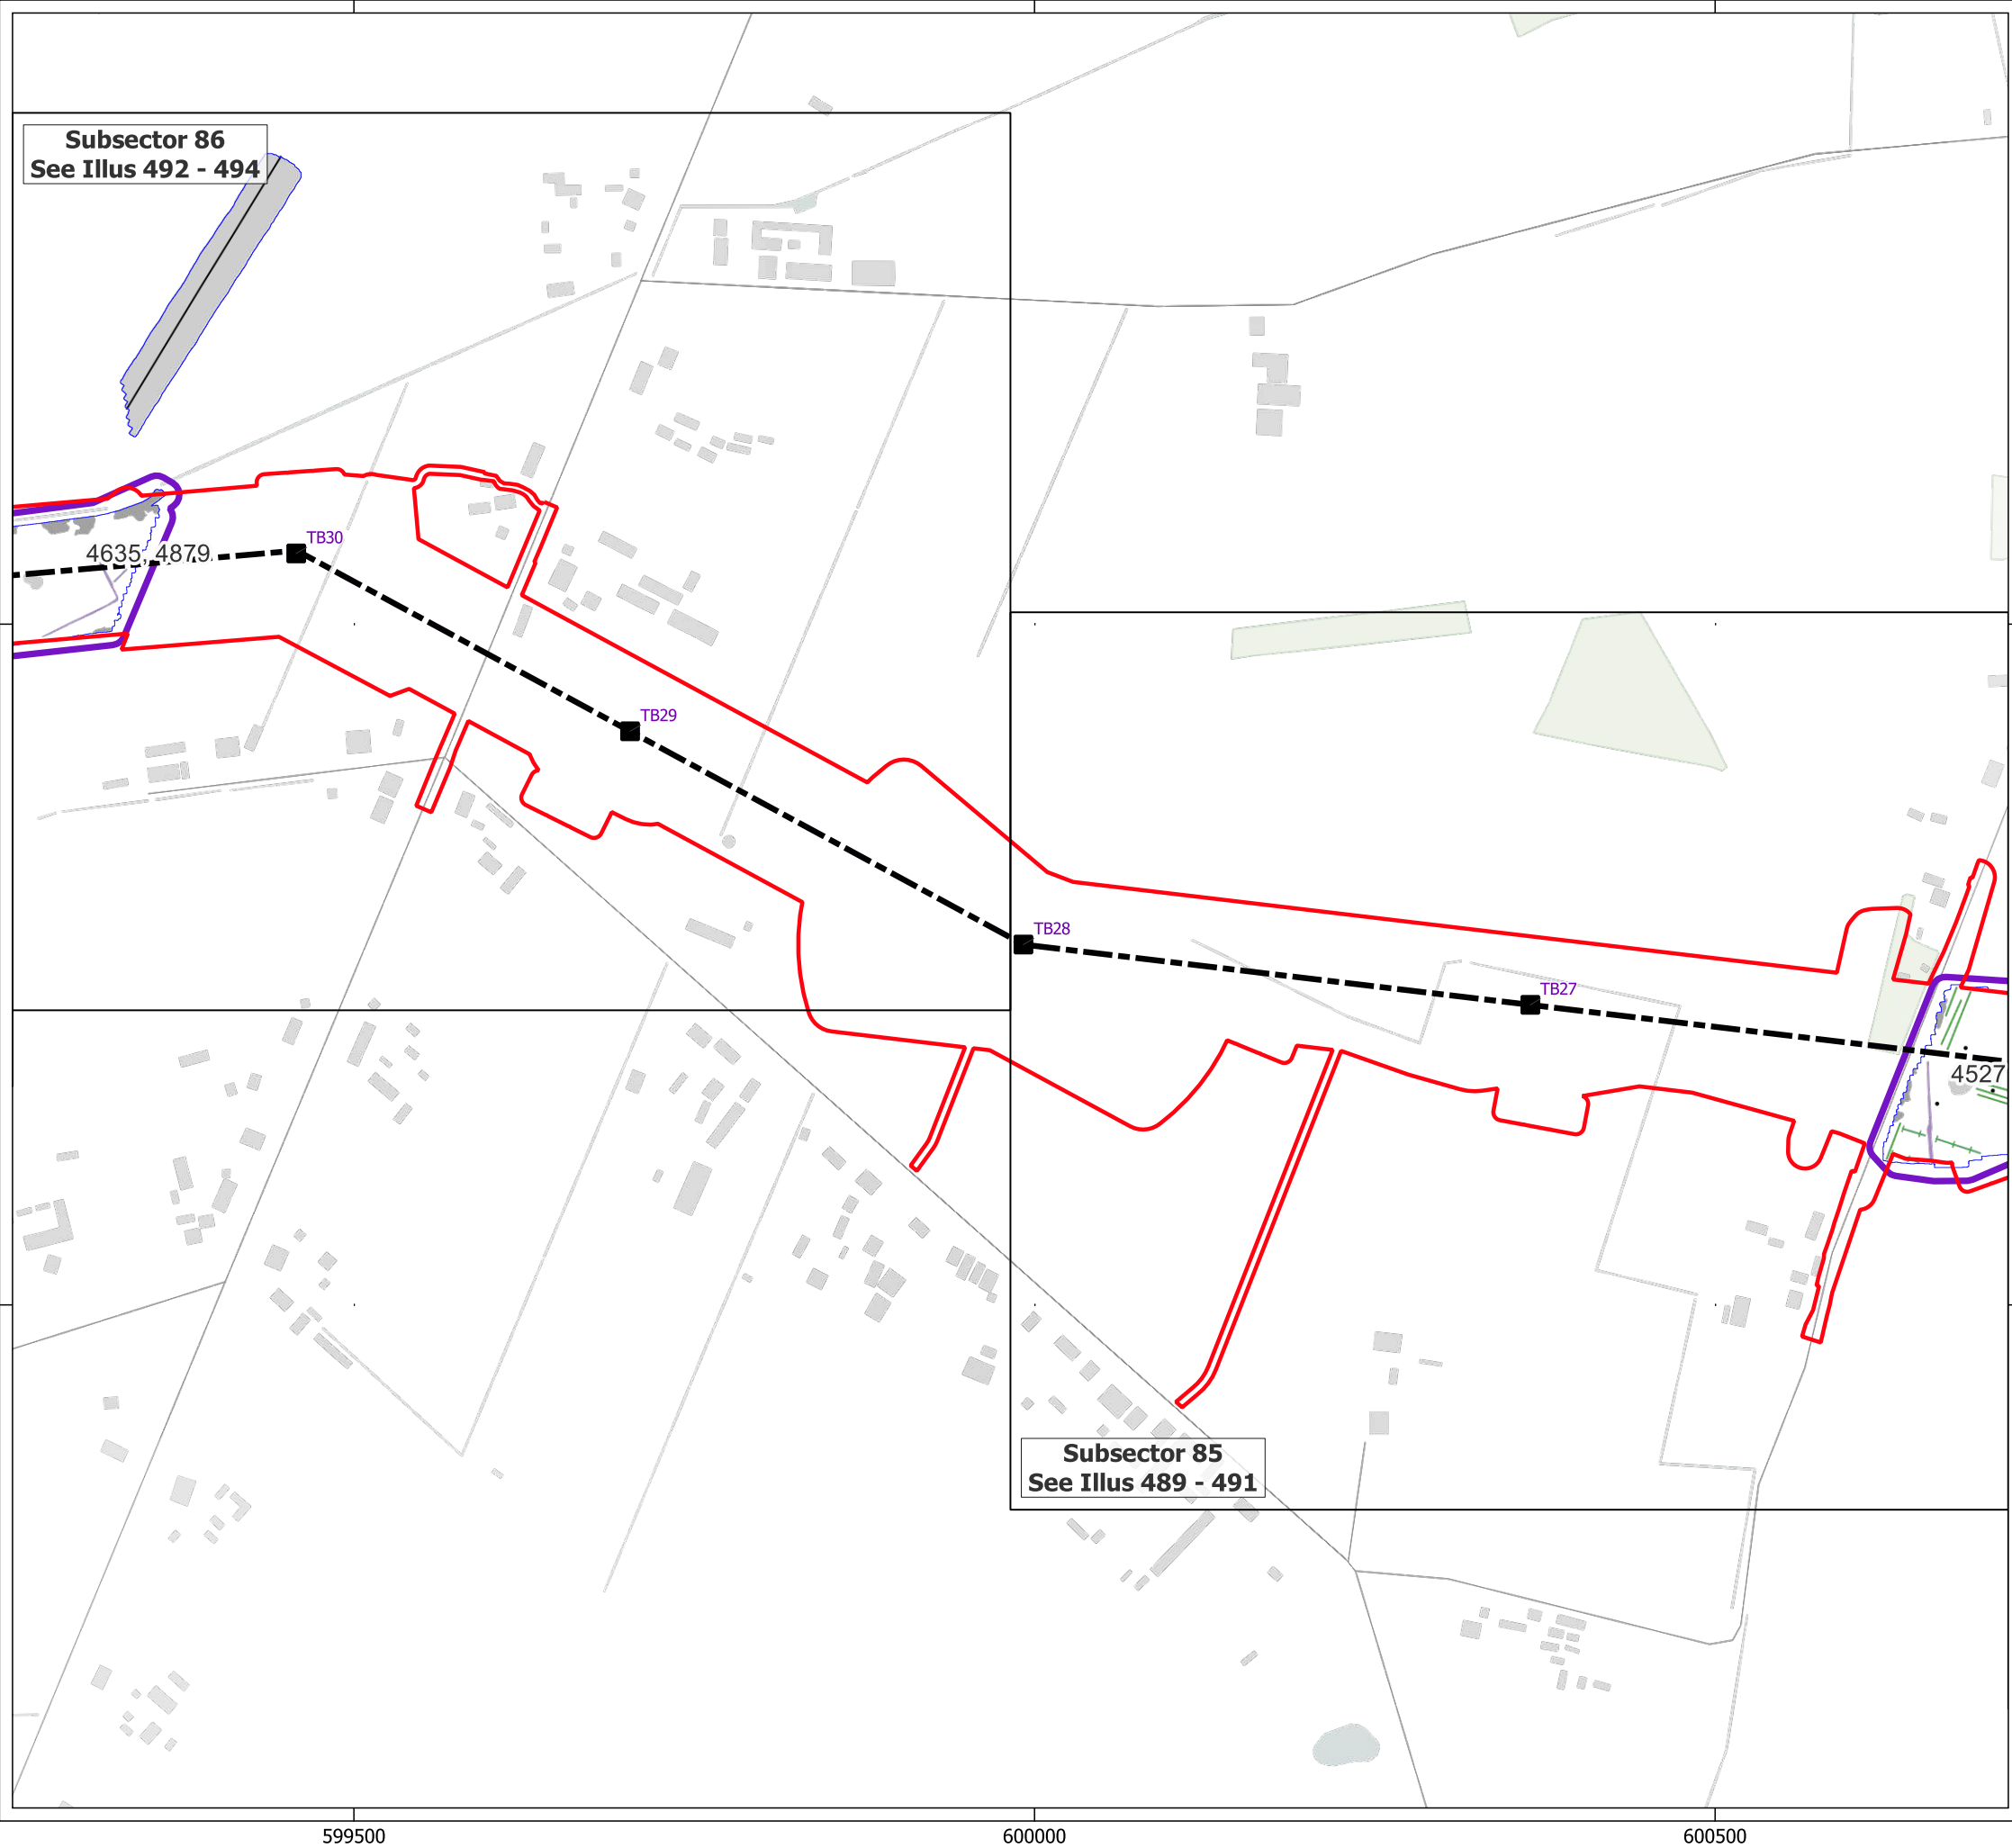 Subsector 86
See Illus 492 - 494
TB30
4635, 4879
TB29
TB28
TB27
4527
Subsector 85
See Illus 489 - 491
599500
600000
600500